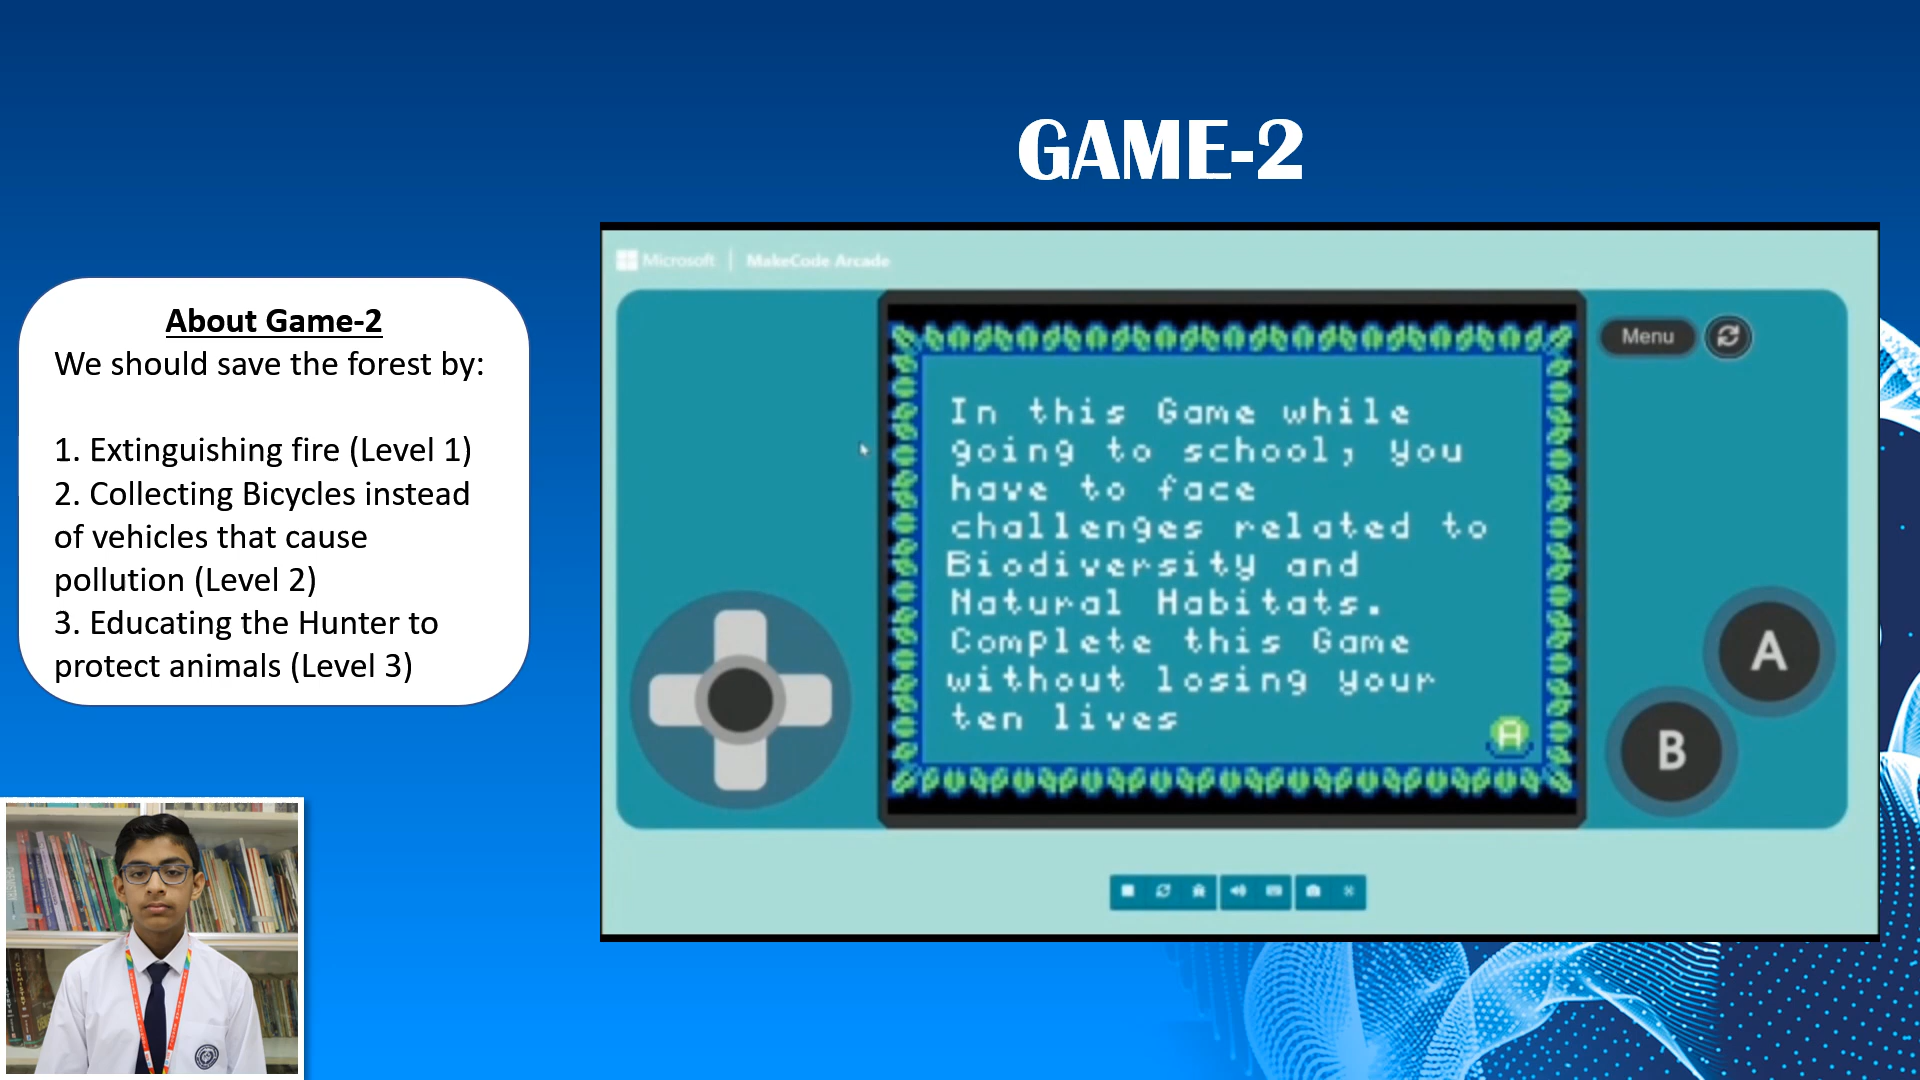 GAME-2
About Game-2
We should save the forest by:
1. Extinguishing fire (Level 1)
2. Collecting Bicycles instead
of vehicles that cause
pollution (Level 2)
3. Educating the Hunter to
protect animals (Level 3)
Microsoft | MakeCode Arcade
Menu
In this Game while
going to school, you
have to face
challenges related to
Biodiversity and
Natural Habitats.
Complete this Game
without losing your
ten lives
A
A
B